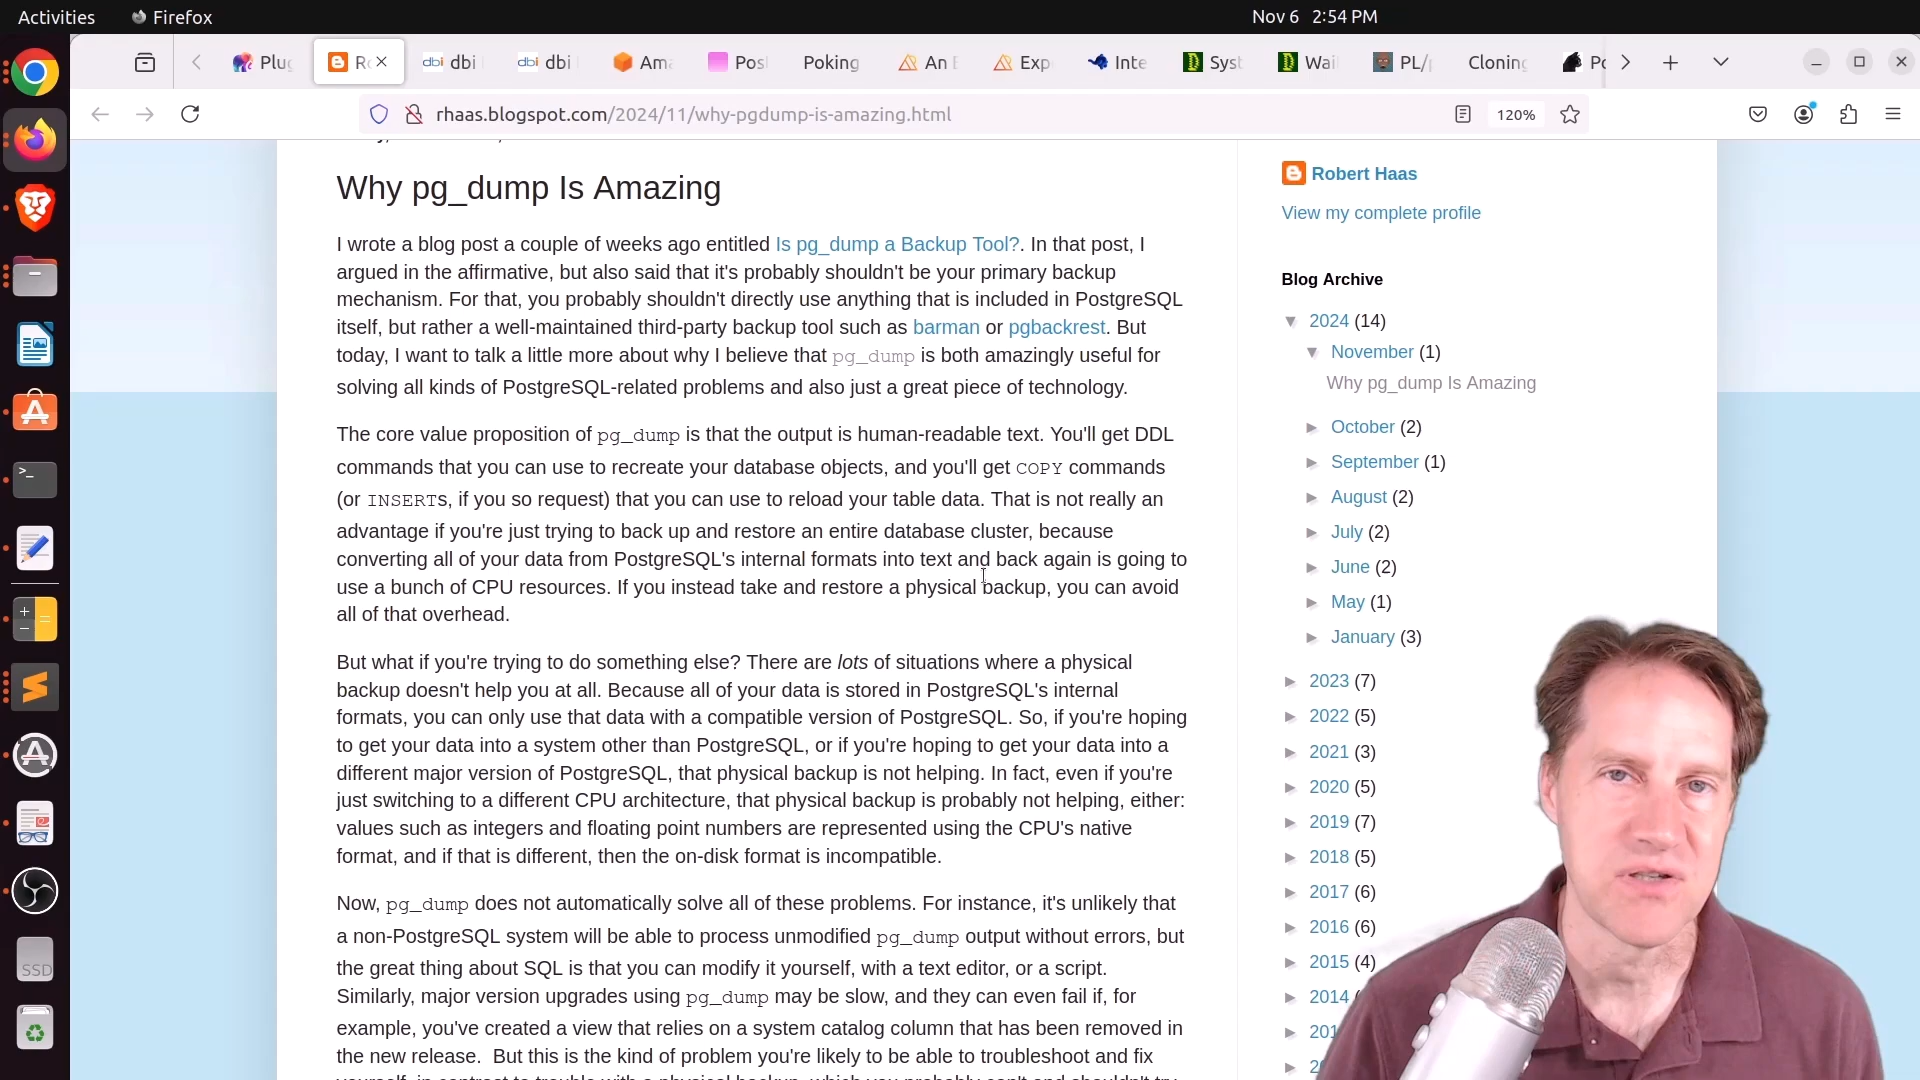 Activities
Firefox
Nov 6 2:54 PM
Plug
R
dbi
dbi
Ama
Pos
Poking
An E
Expe
Inte
Syst
Wai
PL/
Cloning
Po
rhaas.blogspot.com/2024/11/why-pgdump-is-amazing.html
120%
Why pg_dump Is Amazing
I wrote a blog post a couple of weeks ago entitled Is pg_dump a Backup Tool?. In that post, I
argued in the affirmative, but also said that it's probably shouldn't be your primary backup
mechanism. For that, you probably shouldn't directly use anything that is included in PostgreSQL
itself, but rather a well-maintained third-party backup tool such as barman or pgbackrest. But
today, I want to talk a little more about why I believe that pg_dump is both amazingly useful for
solving all kinds of PostgreSQL-related problems and also just a great piece of technology.
The core value proposition of pg_dump is that the output is human-readable text. You'll get DDL
commands that you can use to recreate your database objects, and you'll get COPY commands
(or INSERTs, if you so request) that you can use to reload your table data. That is not really an
advantage if you're just trying to back up and restore an entire database cluster, because
converting all of your data from PostgreSQL's internal formats into text and back again is going to
use a bunch of CPU resources. If you instead take and restore a physical backup, you can avoid
all of that overhead.
But what if you're trying to do something else? There are lots of situations where a physical
backup doesn't help you at all. Because all of your data is stored in PostgreSQL's internal
formats, you can only use that data with a compatible version of PostgreSQL. So, if you're hoping
to get your data into a system other than PostgreSQL, or if you're hoping to get your data into a
different major version of PostgreSQL, that physical backup is not helping. In fact, even if you're
just switching to a different CPU architecture, that physical backup is probably not helping, either:
values such as integers and floating point numbers are represented using the CPU's native
format, and if that is different, then the on-disk format is incompatible.
Now, pg_dump does not automatically solve all of these problems. For instance, it's unlikely that
a non-PostgreSQL system will be able to process unmodified pg_dump output without errors, but
the great thing about SQL is that you can modify it yourself, with a text editor, or a script.
Similarly, major version upgrades using pg_dump may be slow, and they can even fail if, for
example, you've created a view that relies on a system catalog column that has been removed in
the new release. But this is the kind of problem you're likely to be able to troubleshoot and fix
Robert Haas
View my complete profile
Blog Archive
▼ 2024 (14)
▼ November (1)
Why pg_dump Is Amazing
► October (2)
► September (1)
► August (2)
► July (2)
► June (2)
► May (1)
► January (3)
► 2023 (7)
► 2022 (5)
► 2021 (3)
► 2020 (5)
► 2019 (7)
► 2018 (5)
► 2017 (6)
► 2016 (6)
► 2015 (4)
► 2014
SSD